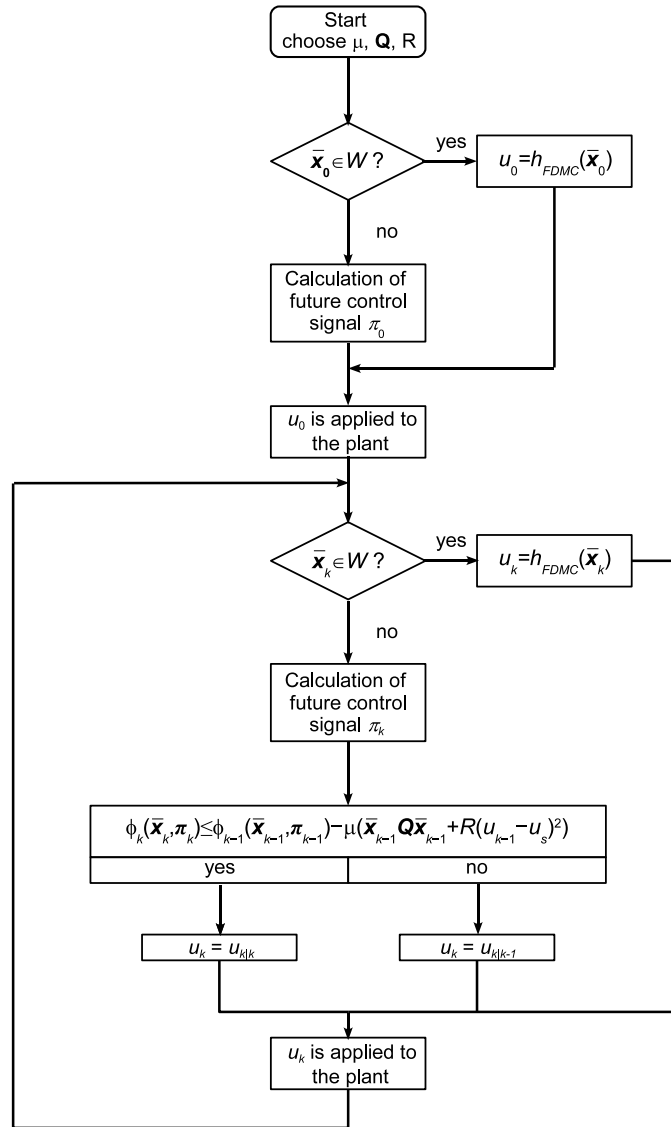 Start
choose μ, Q, R
x̄₀∈W ?
yes
u₀=h_FDMC(x̄₀)
no
Calculation of
future control
signal π₀
u₀ is applied to
the plant
x̄ₖ∈W ?
yes
uₖ=h_FDMC(x̄ₖ)
no
Calculation of
future control
signal πₖ
ϕₖ(x̄ₖ,πₖ)≤ϕₖ₋₁(x̄ₖ₋₁,πₖ₋₁)−μ(x̄ₖ₋₁Qx̄ₖ₋₁+R(uₖ₋₁−uₛ)²)
yes no
uₖ = u_k|k
uₖ = u_k|k-1
uₖ is applied to
the plant